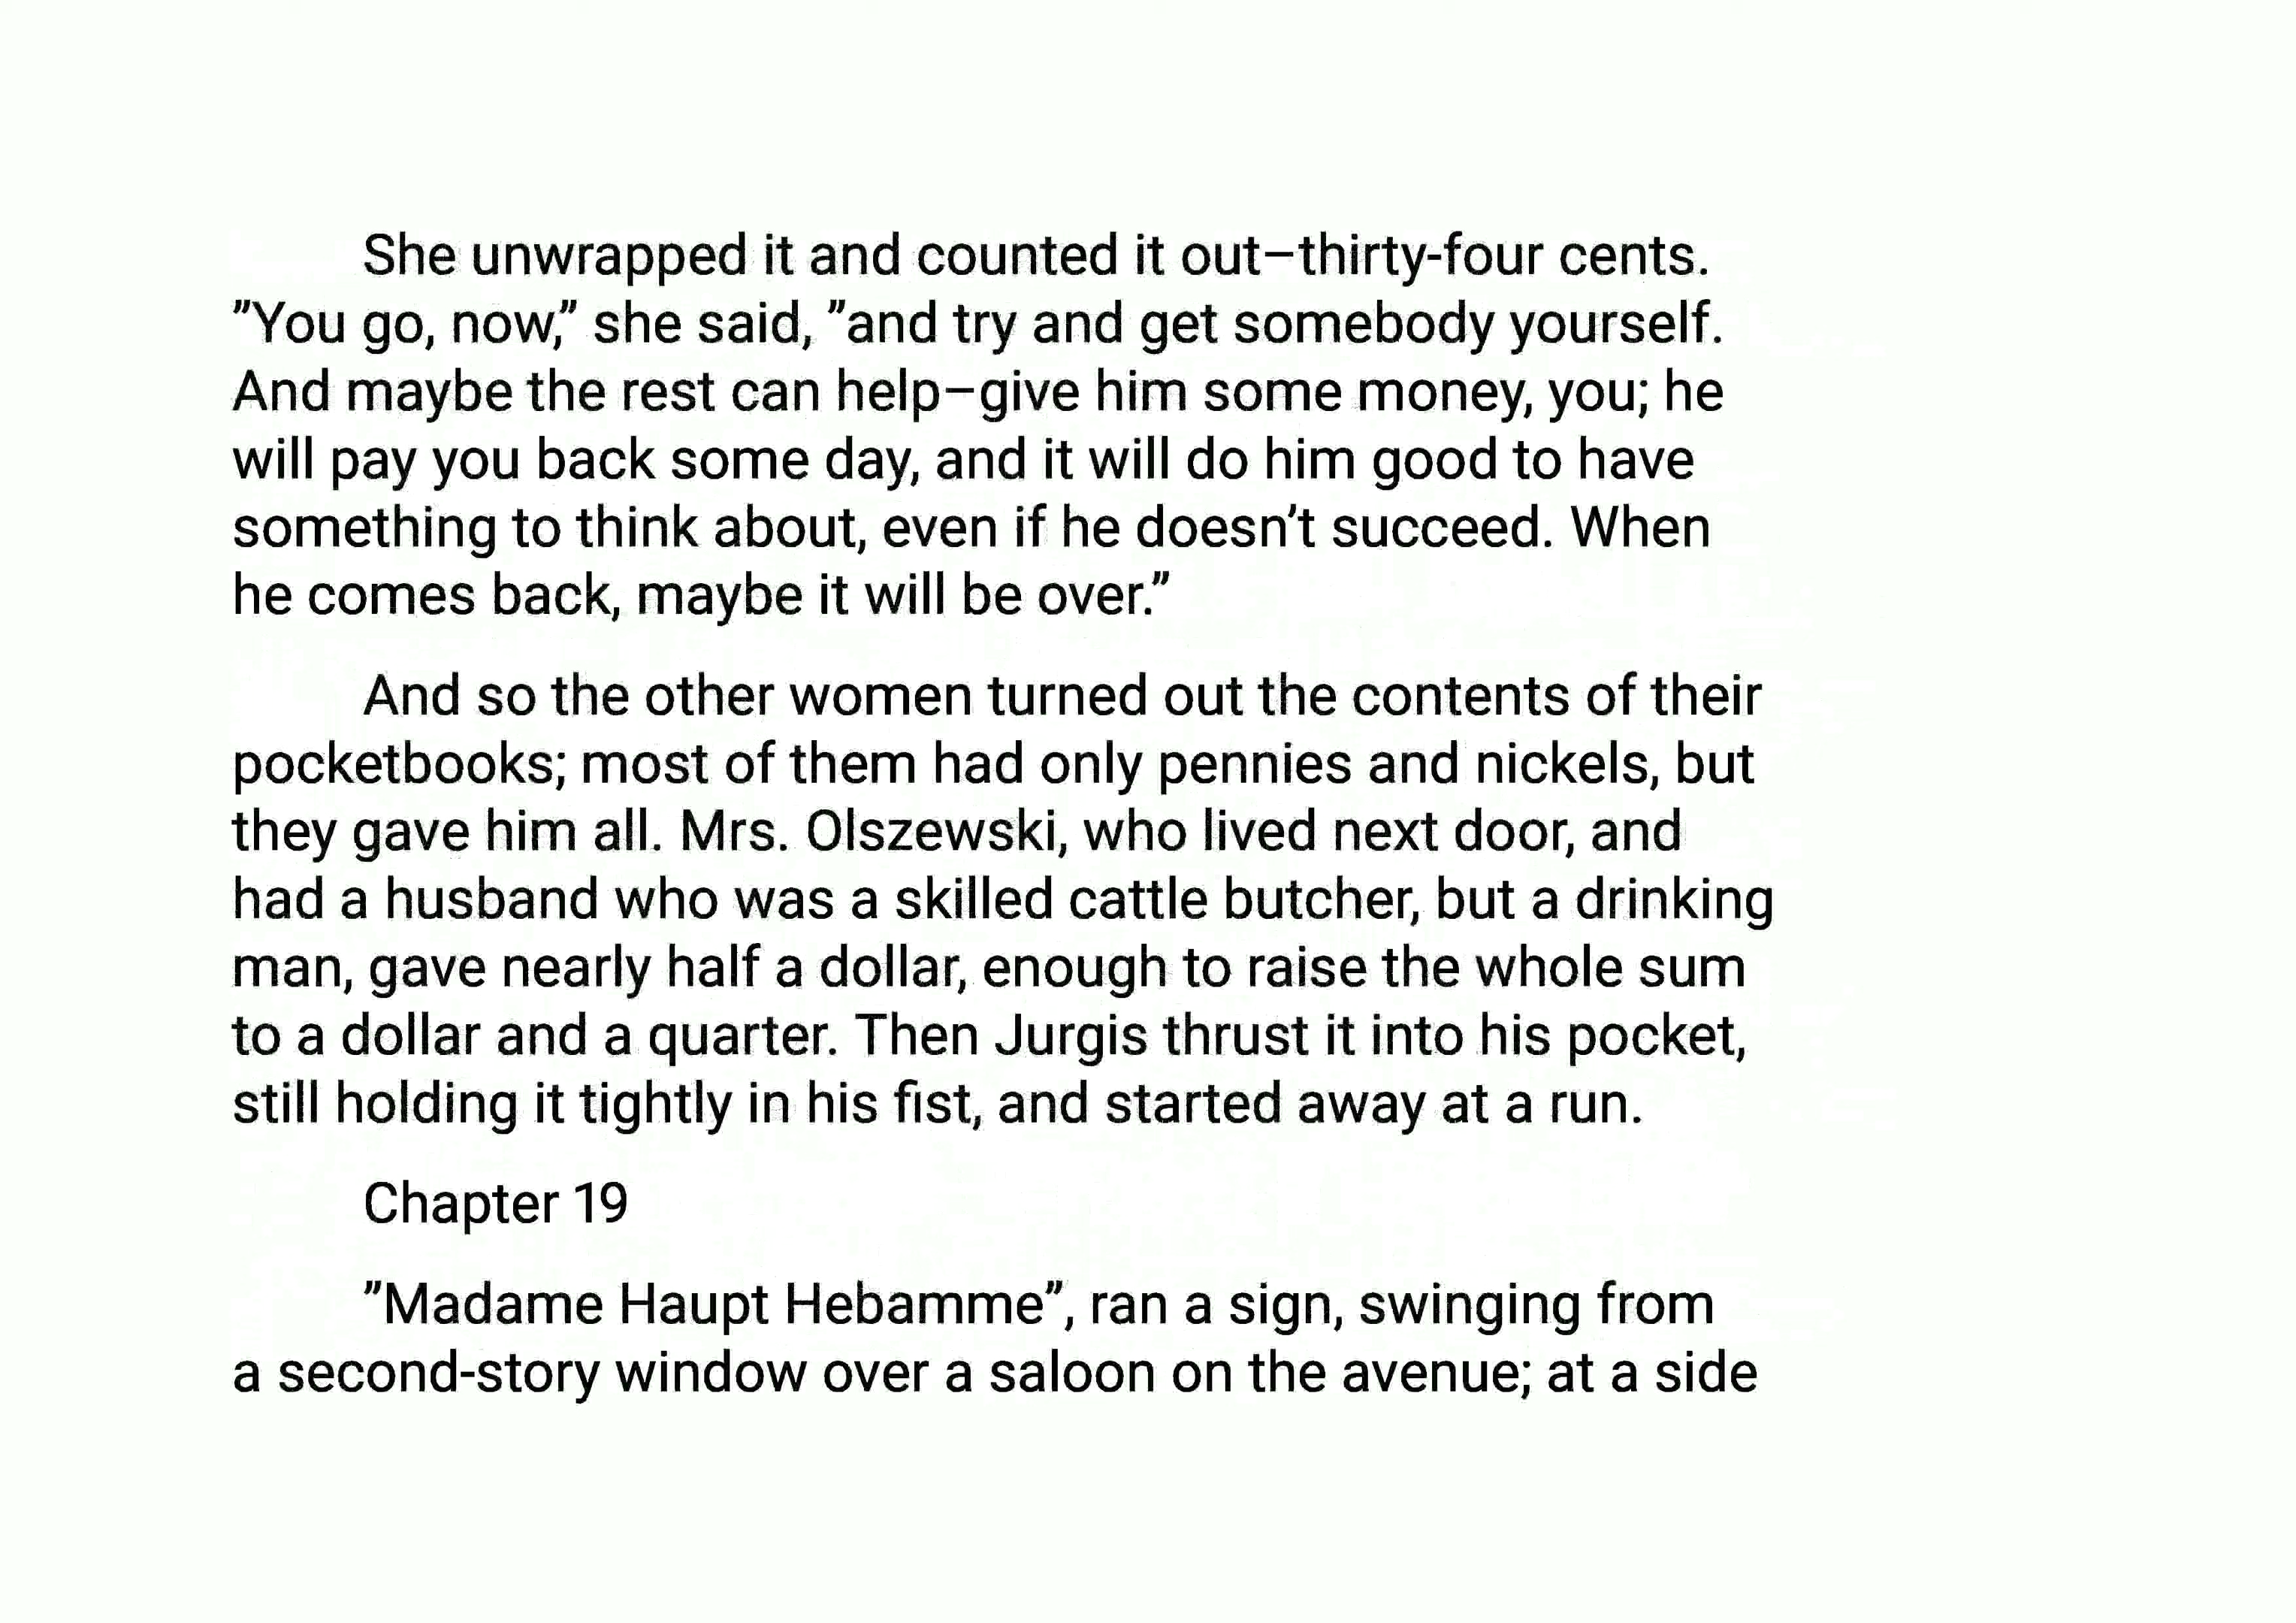 She unwrapped it and counted it out–thirty-four cents.
”You go, now,” she said, ”and try and get somebody yourself.
And maybe the rest can help–give him some money, you; he
will pay you back some day, and it will do him good to have
something to think about, even if he doesn’t succeed. When
he comes back, maybe it will be over.”
And so the other women turned out the contents of their
pocketbooks; most of them had only pennies and nickels, but
they gave him all. Mrs. Olszewski, who lived next door, and
had a husband who was a skilled cattle butcher, but a drinking
man, gave nearly half a dollar, enough to raise the whole sum
to a dollar and a quarter. Then Jurgis thrust it into his pocket,
still holding it tightly in his fist, and started away at a run.
Chapter 19
”Madame Haupt Hebamme”, ran a sign, swinging from
a second-story window over a saloon on the avenue; at a side